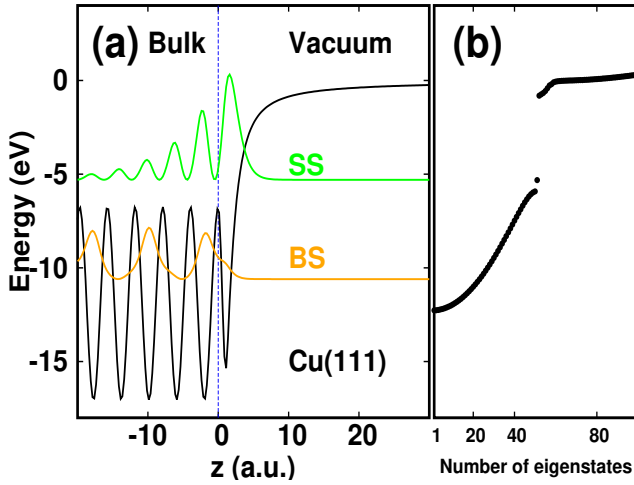 (a) Bulk Vacuum (b)
0
SS
-5
Energy (eV)
BS
-10
-15
Cu(111)
-10 0 10 20 1 20 40 80
z (a.u.) Number of eigenstates